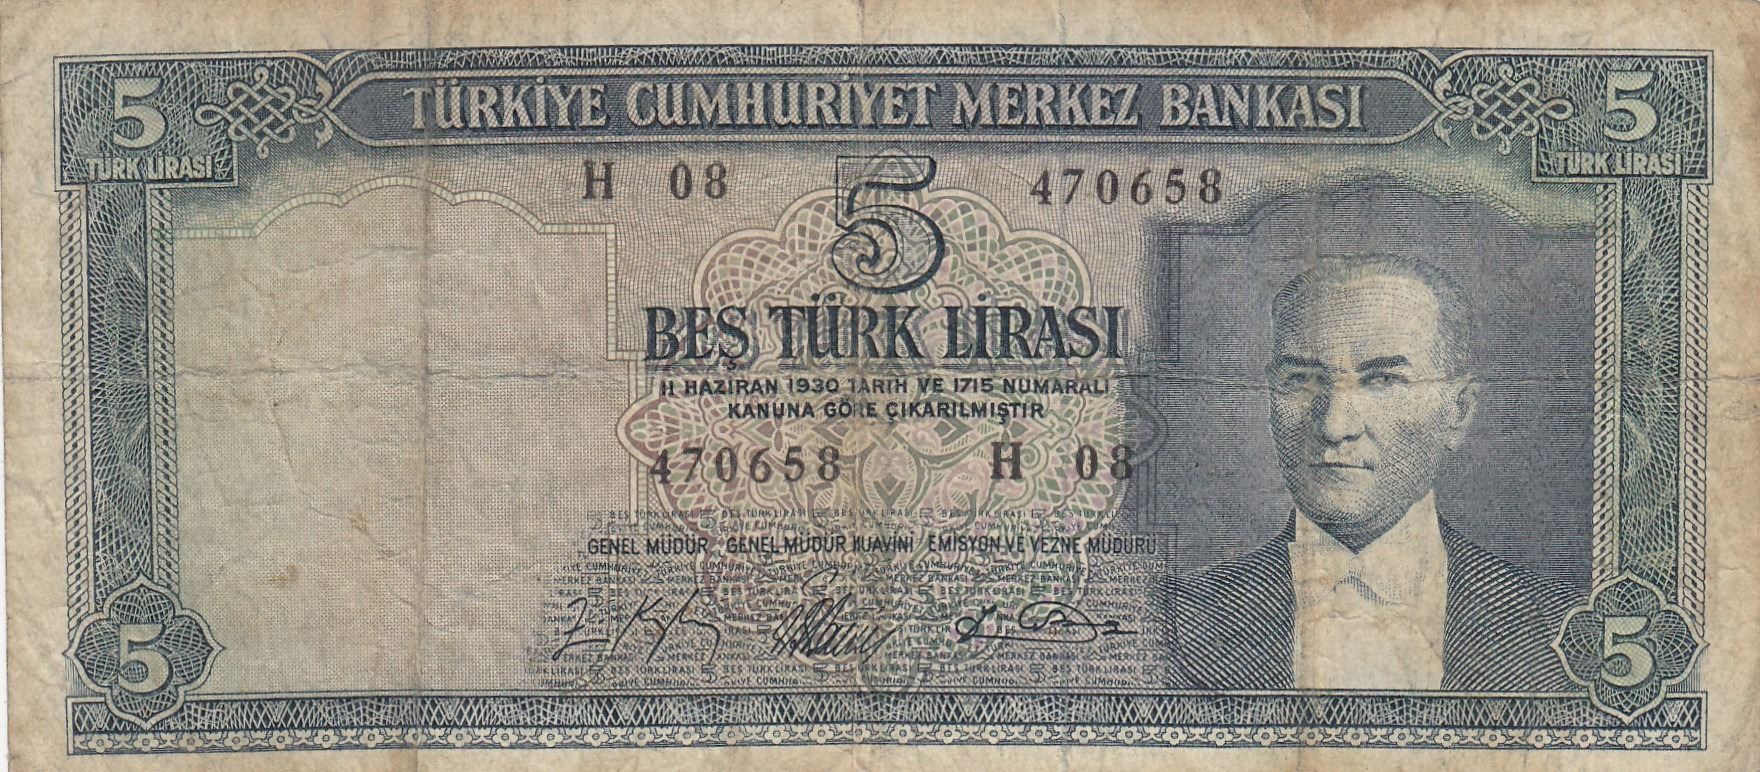 5 TÜRKİYE CUMHURİYET MERKEZ BANKASI 5
TÜRK LİRASI TÜRK LİRASI
H 08 5 470658
BEŞ TÜRK LİRASI
11 HAZİRAN 1930 TARİH VE 1715 NUMARALI
KANUNA GÖRE ÇIKARILMIŞTIR
470658 H 08
GENEL MÜDÜR GENEL MÜDÜR MUAVİNİ EMİSYON VE VEZNE MÜDÜRÜ
5 5